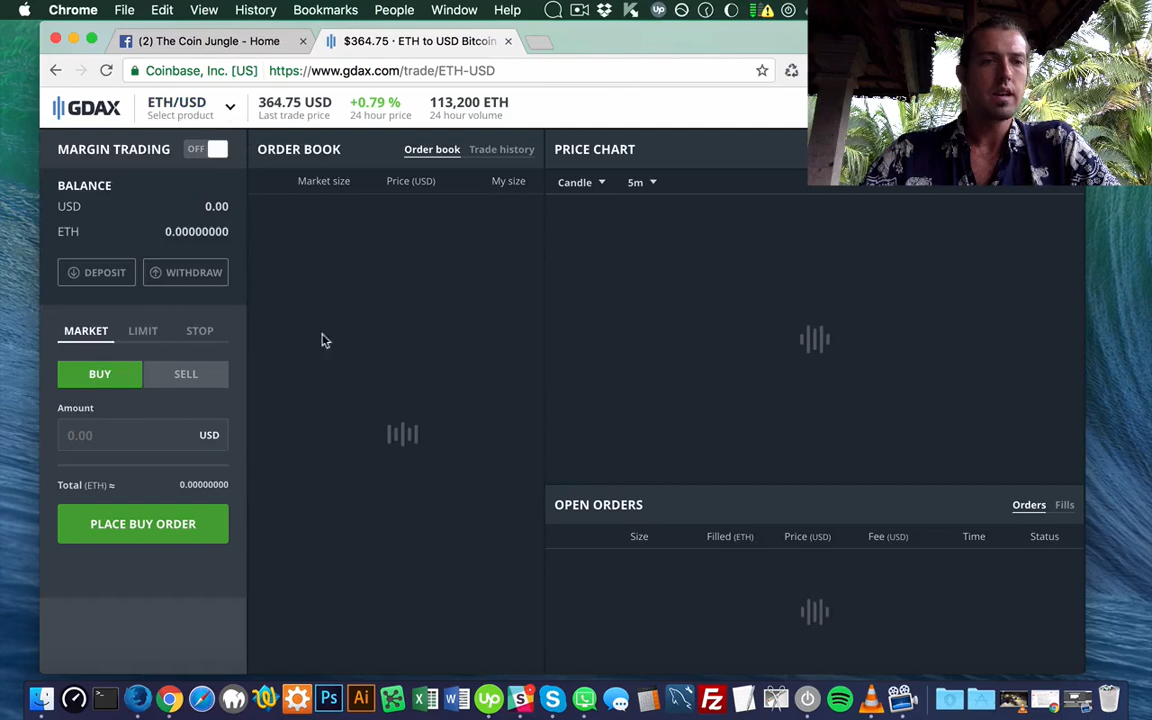 Chrome File Edit View History Bookmarks People Window Help
(2) The Coin Jungle - Home
$364.75 · ETH to USD Bitcoin
Coinbase, Inc. [US] https://www.gdax.com/trade/ETH-USD
GDAX
ETH/USD
Select product
364.75 USD
Last trade price
+0.79 %
24 hour price
113,200 ETH
24 hour volume
MARGIN TRADING OFF
BALANCE
USD 0.00
ETH 0.00000000
DEPOSIT WITHDRAW
MARKET LIMIT STOP
BUY SELL
Amount
0.00 USD
Total (ETH) ≈ 0.00000000
PLACE BUY ORDER
ORDER BOOK Order book Trade history
Market size Price (USD) My size
PRICE CHART
Candle 5m
OPEN ORDERS Orders Fills
Size Filled (ETH) Price (USD) Fee (USD) Time Status
Ps
Ai
Up